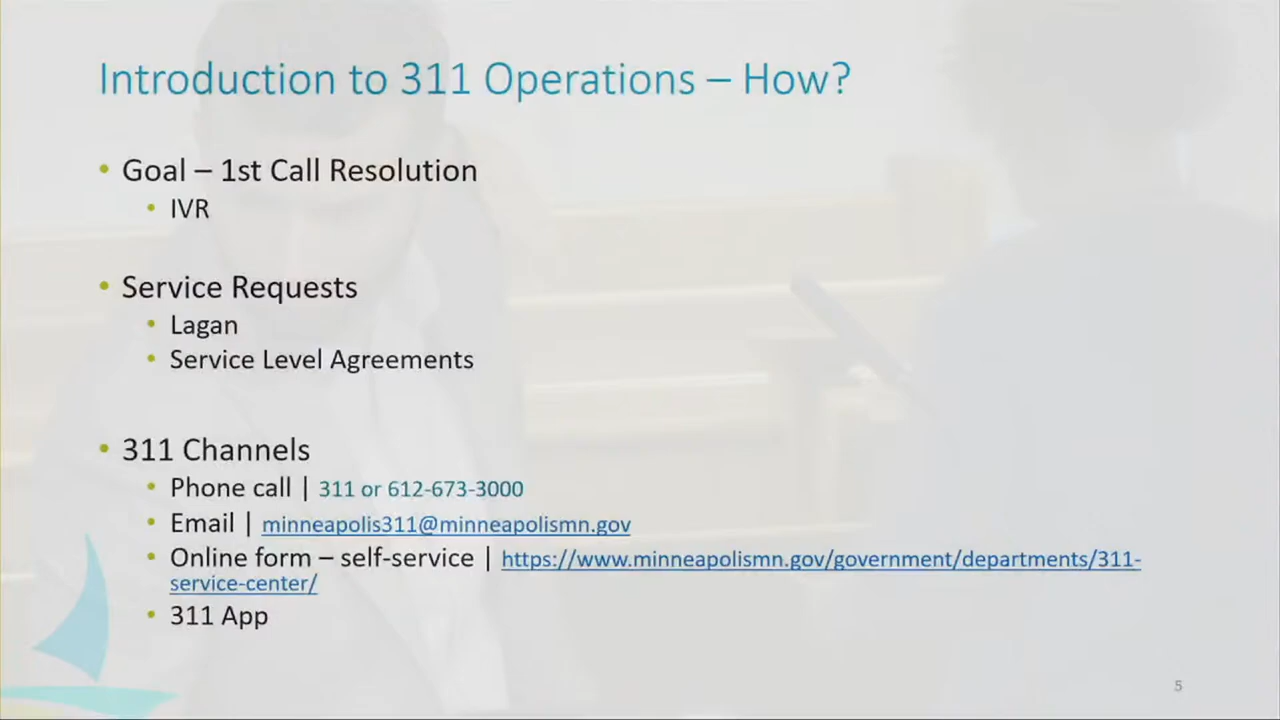 Introduction to 311 Operations – How?
• Goal – 1st Call Resolution
• IVR
• Service Requests
• Lagan
• Service Level Agreements
• 311 Channels
• Phone call | 311 or 612-673-3000
• Email | minneapolis311@minneapolismn.gov
• Online form – self-service | https://www.minneapolismn.gov/government/departments/311-
service-center/
• 311 App
5